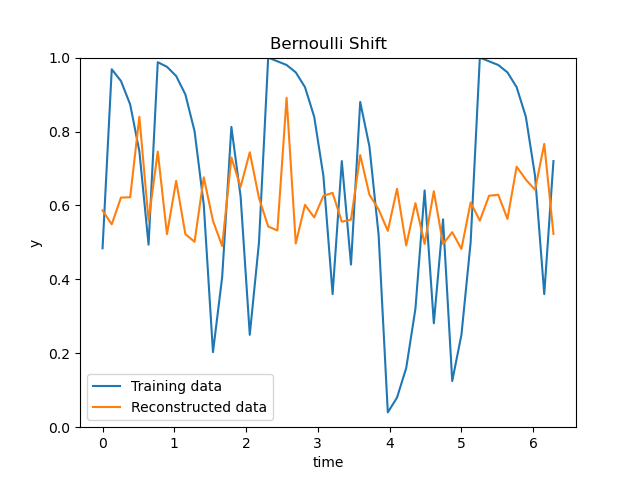 Bernoulli Shift
1.0
0.8
0.6
0.4
0.2
0.0
y
Training data
Reconstructed data
0 1 2 3 4 5 6
time